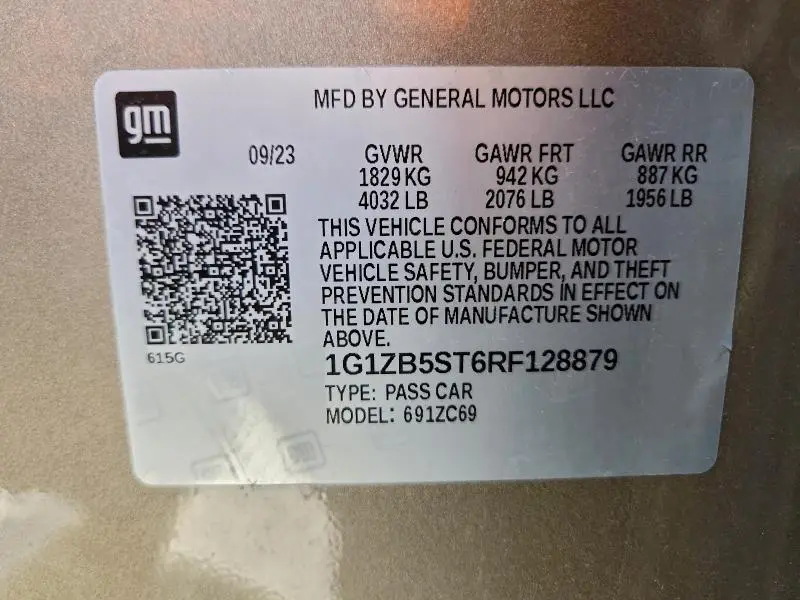 gm
MFD BY GENERAL MOTORS LLC
09/23 GVWR GAWR FRT GAWR RR
1829 KG 942 KG 887 KG
4032 LB 2076 LB 1956 LB
THIS VEHICLE CONFORMS TO ALL
APPLICABLE U.S. FEDERAL MOTOR
VEHICLE SAFETY, BUMPER, AND THEFT
PREVENTION STANDARDS IN EFFECT ON
THE DATE OF MANUFACTURE SHOWN
ABOVE.
615G
1G1ZB5ST6RF128879
TYPE: PASS CAR
MODEL: 691ZC69